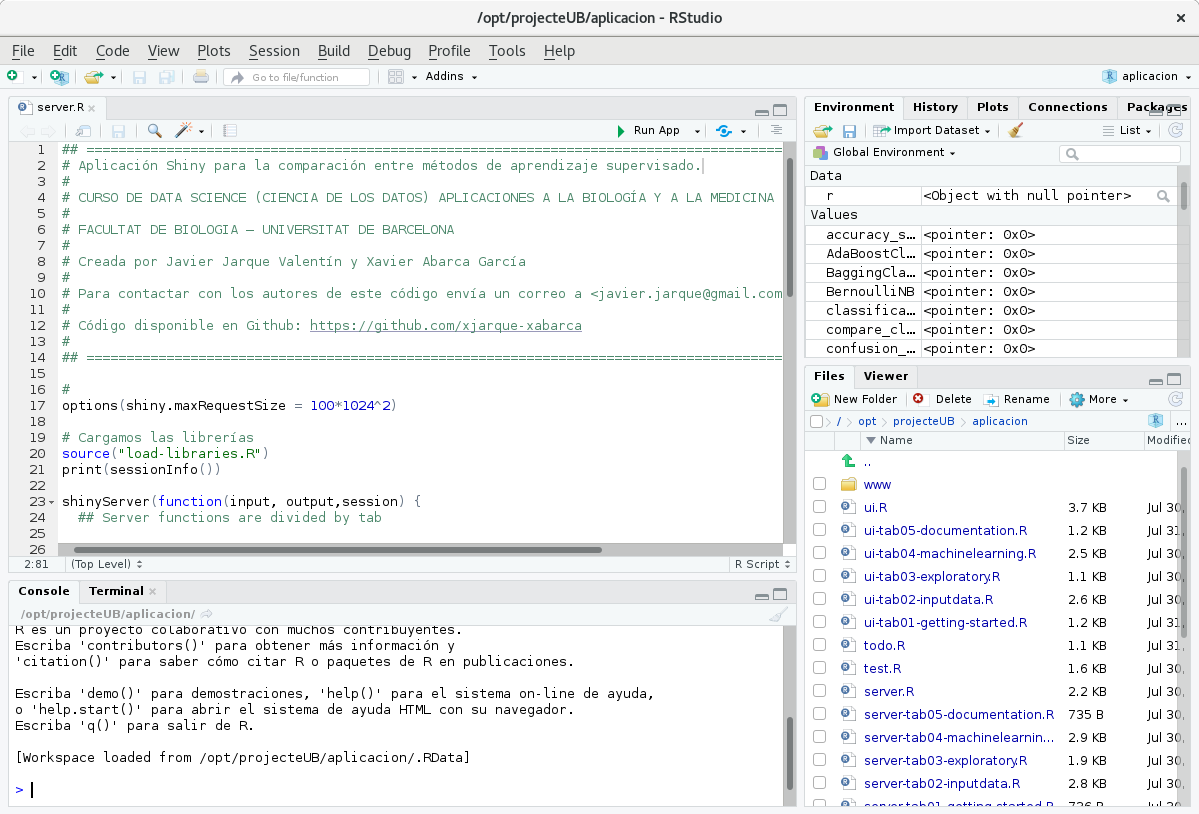 /opt/projecteUB/aplicacion - RStudio
File Edit Code View Plots Session Build Debug Profile Tools Help
Go to file/function Addins aplicacion
server.R
Run App
1 ## ==========================================================================================
2 # Aplicación Shiny para la comparación entre métodos de aprendizaje supervisado.
3 #
4 # CURSO DE DATA SCIENCE (CIENCIA DE LOS DATOS) APLICACIONES A LA BIOLOGÍA Y A LA MEDICINA
5 #
6 # FACULTAT DE BIOLOGIA – UNIVERSITAT DE BARCELONA
7 #
8 # Creada por Javier Jarque Valentín y Xavier Abarca García
9 #
10 # Para contactar con los autores de este código envía un correo a <javier.jarque@gmail.com
11 #
12 # Código disponible en Github: https://github.com/xjarque-xabarca
13 #
14 ## ==========================================================================================
15
16 #
17 options(shiny.maxRequestSize = 100*1024^2)
18
19 # Cargamos las librerías
20 source("load-libraries.R")
21 print(sessionInfo())
22
23 shinyServer(function(input, output,session) {
24 ## Server functions are divided by tab
25
26
2:81 (Top Level) R Script
Console Terminal
/opt/projecteUB/aplicacion/
R es un proyecto colaborativo con muchos contribuyentes.
Escriba 'contributors()' para obtener más información y
'citation()' para saber cómo citar R o paquetes de R en publicaciones.
Escriba 'demo()' para demostraciones, 'help()' para el sistema on-line de ayuda,
o 'help.start()' para abrir el sistema de ayuda HTML con su navegador.
Escriba 'q()' para salir de R.
[Workspace loaded from /opt/projecteUB/aplicacion/.RData]
>
Environment History Plots Connections Packages
Import Dataset List
Global Environment
Data
r <Object with null pointer>
Values
accuracy_s… <pointer: 0x0>
AdaBoostCl… <pointer: 0x0>
BaggingCla… <pointer: 0x0>
BernoulliNB <pointer: 0x0>
classifica… <pointer: 0x0>
compare_cl… <pointer: 0x0>
confusion_… <pointer: 0x0>
Files Viewer
New Folder Delete Rename More
/ opt projecteUB aplicacion ...
Name Size Modified
..
www
ui.R 3.7 KB Jul 30,
ui-tab05-documentation.R 1.2 KB Jul 31,
ui-tab04-machinelearning.R 2.5 KB Jul 30,
ui-tab03-exploratory.R 1.1 KB Jul 30,
ui-tab02-inputdata.R 2.6 KB Jul 30,
ui-tab01-getting-started.R 1.2 KB Jul 31,
todo.R 1.1 KB Jul 31,
test.R 1.6 KB Jul 30,
server.R 2.2 KB Jul 30,
server-tab05-documentation.R 735 B Jul 30,
server-tab04-machinelearnin… 2.9 KB Jul 30,
server-tab03-exploratory.R 1.9 KB Jul 30,
server-tab02-inputdata.R 2.8 KB Jul 30,
server-tab01-getting-started.R 736 B Jul 30,